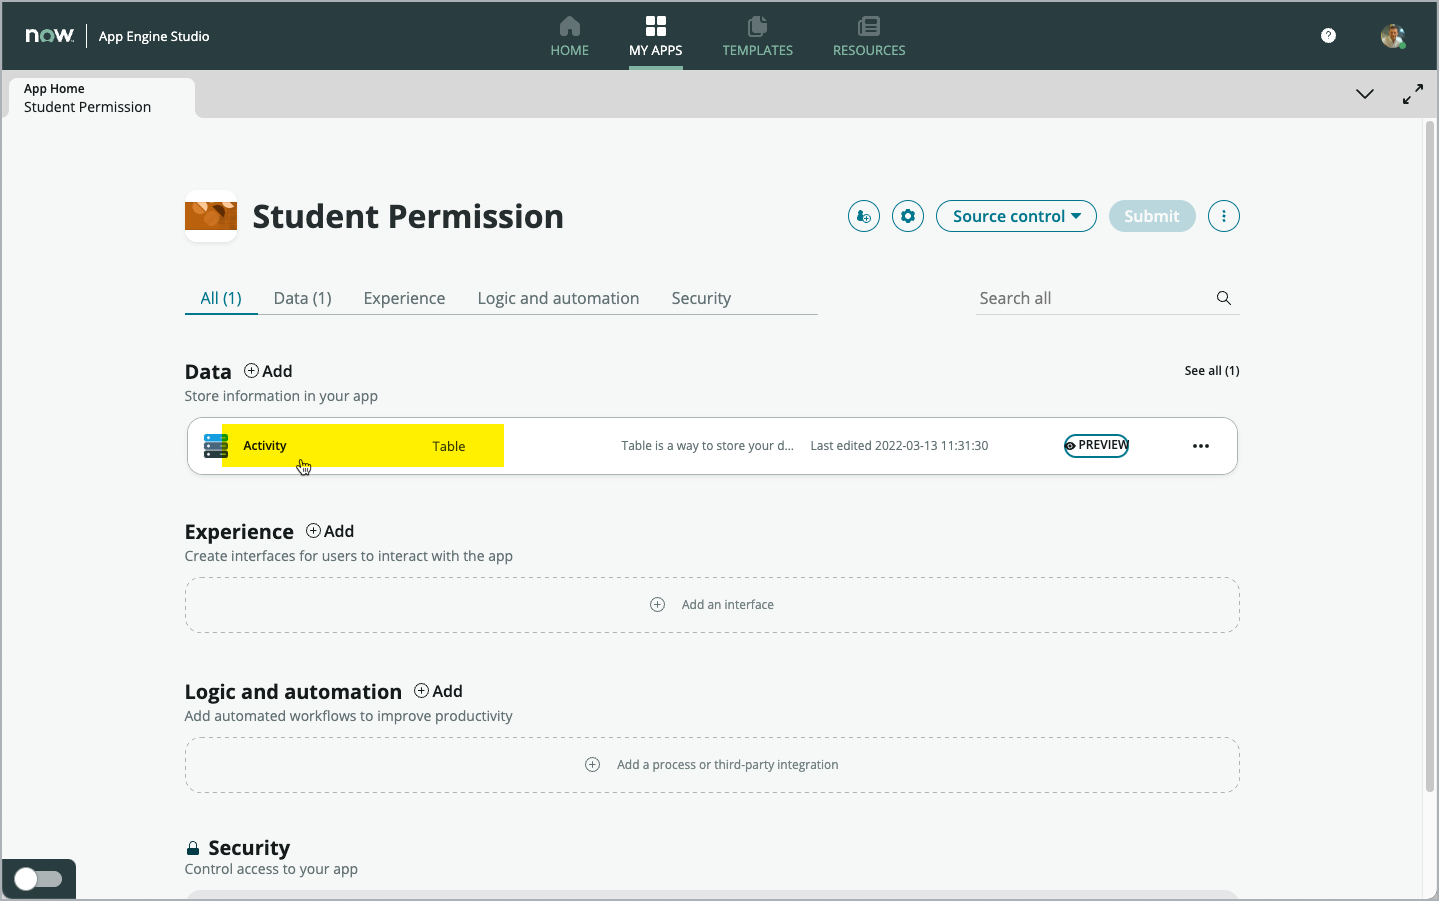 now App Engine Studio
HOME
MY APPS
TEMPLATES
RESOURCES
?
App Home
Student Permission
Student Permission
Source control
Submit
All (1)
Data (1)
Experience
Logic and automation
Security
Search all
Data
Add
See all (1)
Store information in your app
Activity
Table
Table is a way to store your d...
Last edited 2022-03-13 11:31:30
PREVIEW
Experience
Add
Create interfaces for users to interact with the app
Add an interface
Logic and automation
Add
Add automated workflows to improve productivity
Add a process or third-party integration
Security
Control access to your app